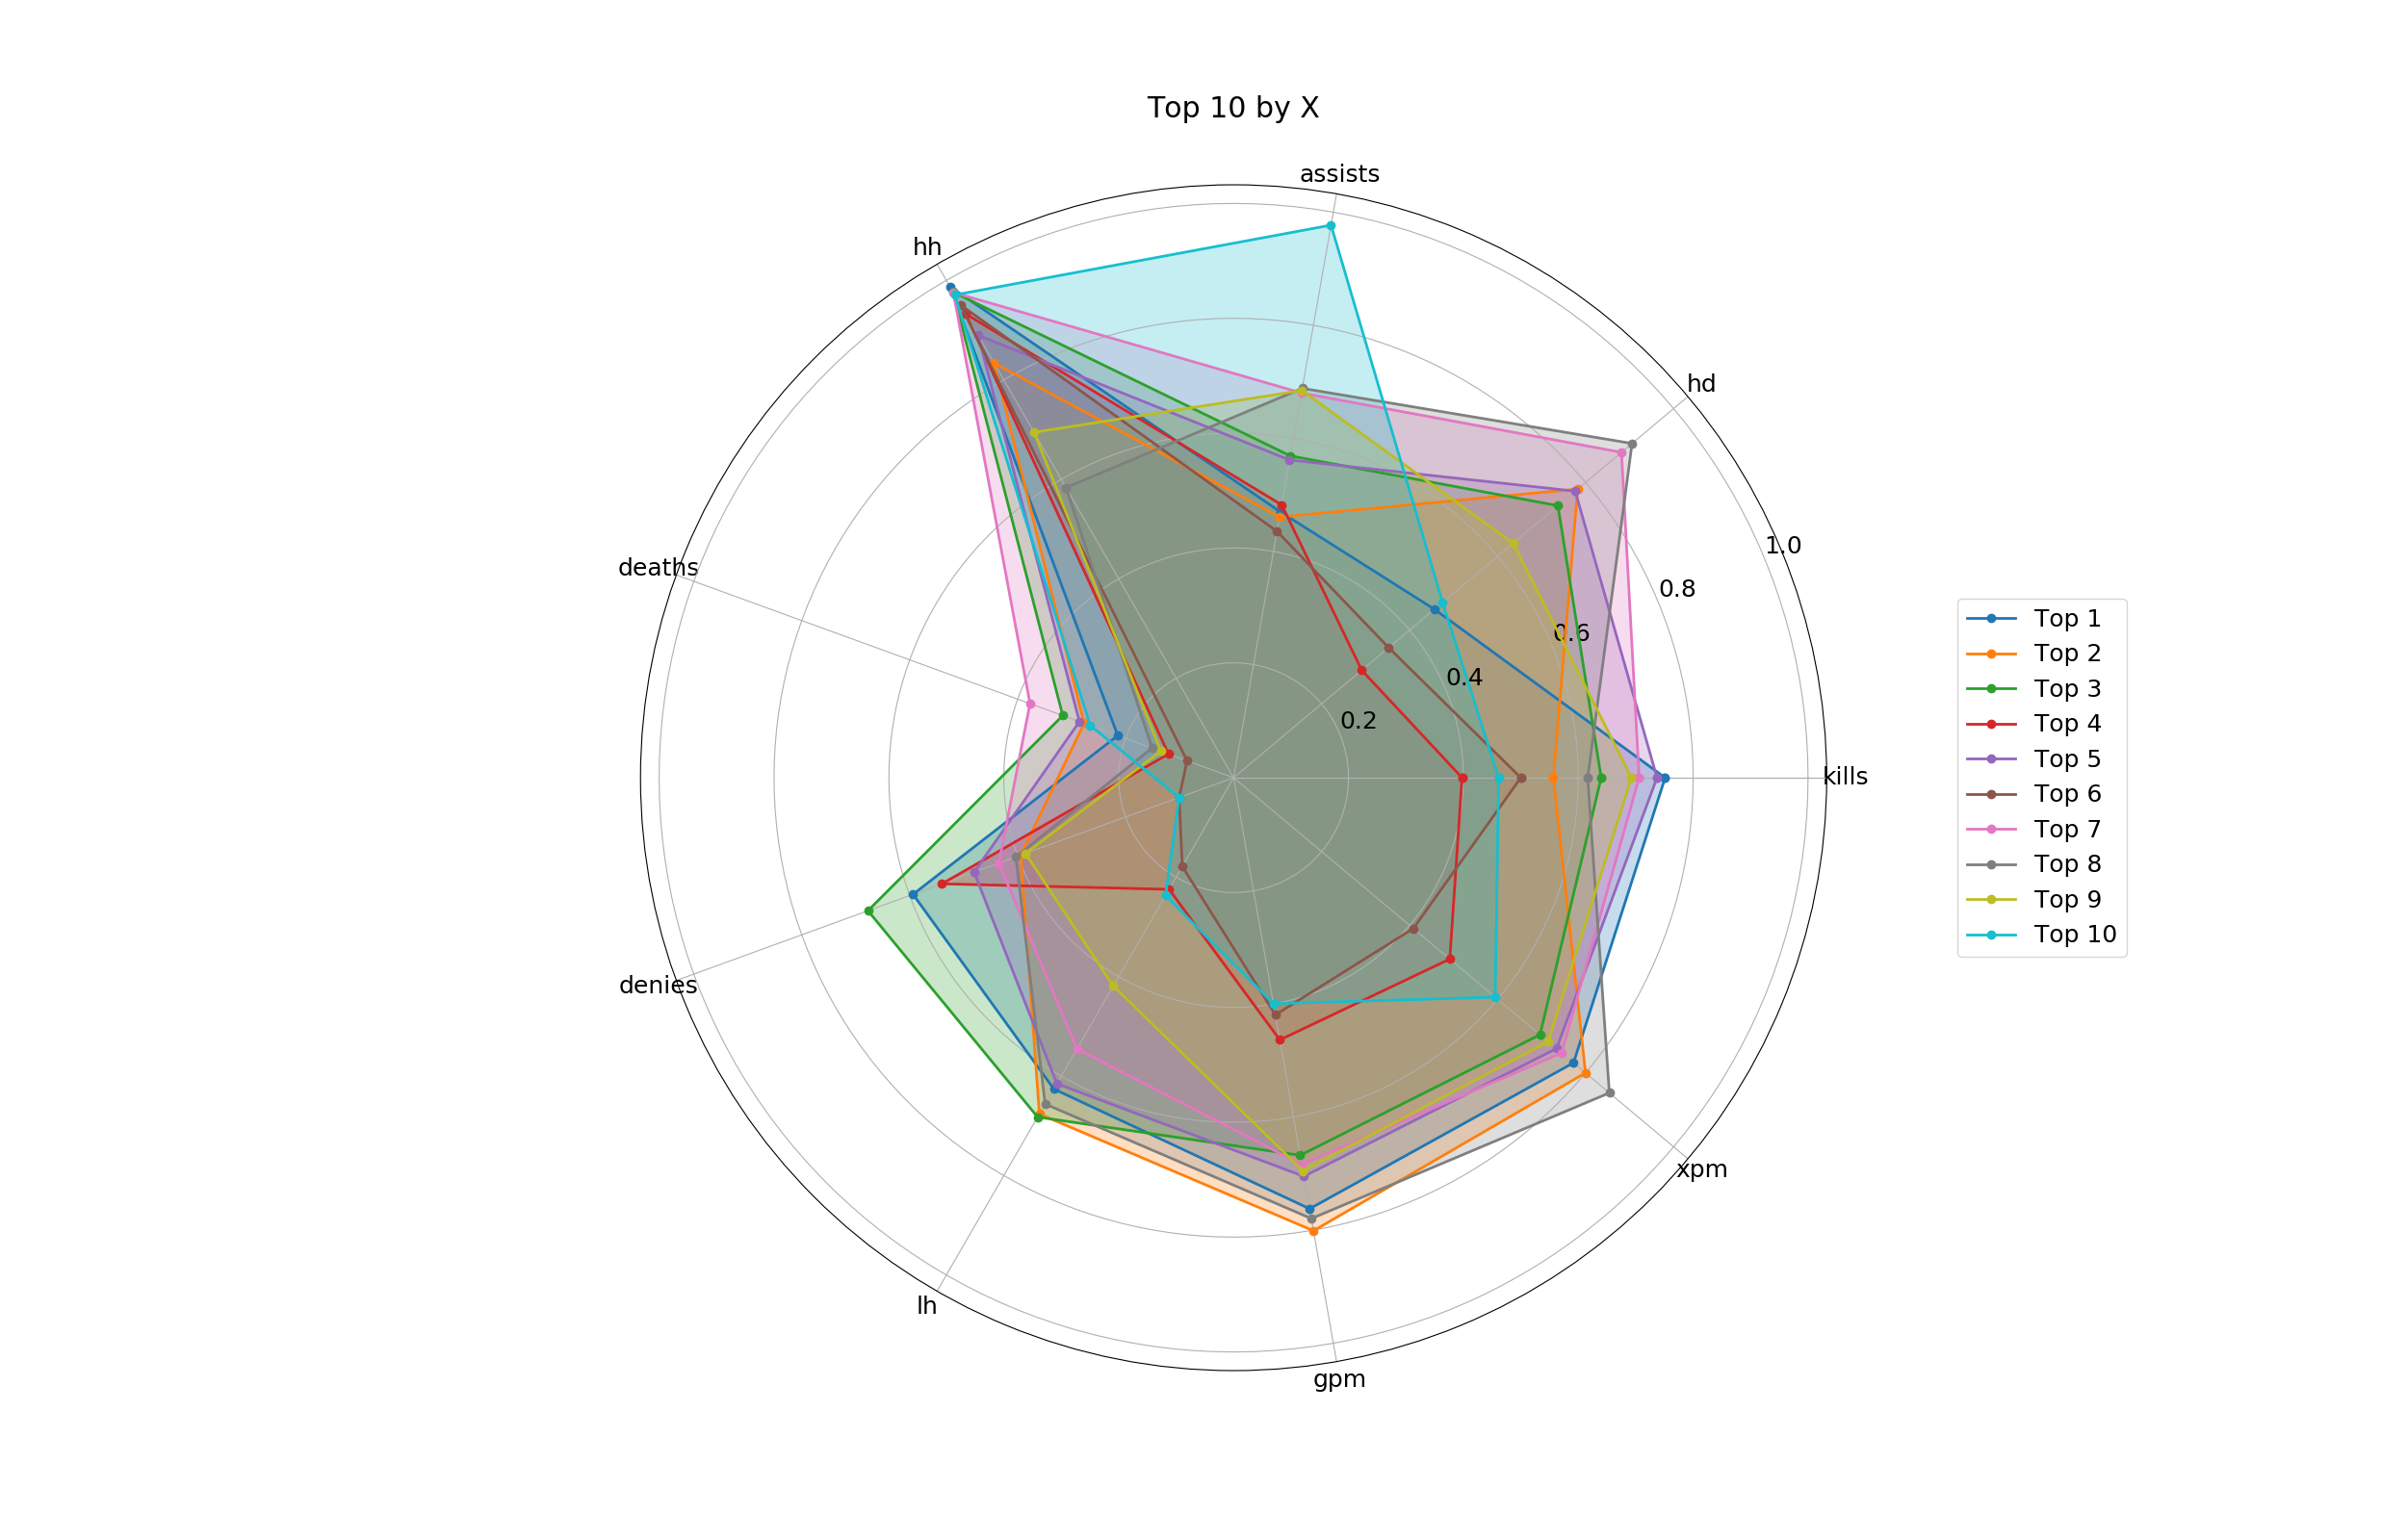 Top 10 by X
assists
hh
hd
deaths
1.0
0.8
0.6
0.4
0.2
kills
denies
xpm
lh
gpm
Top 1
Top 2
Top 3
Top 4
Top 5
Top 6
Top 7
Top 8
Top 9
Top 10